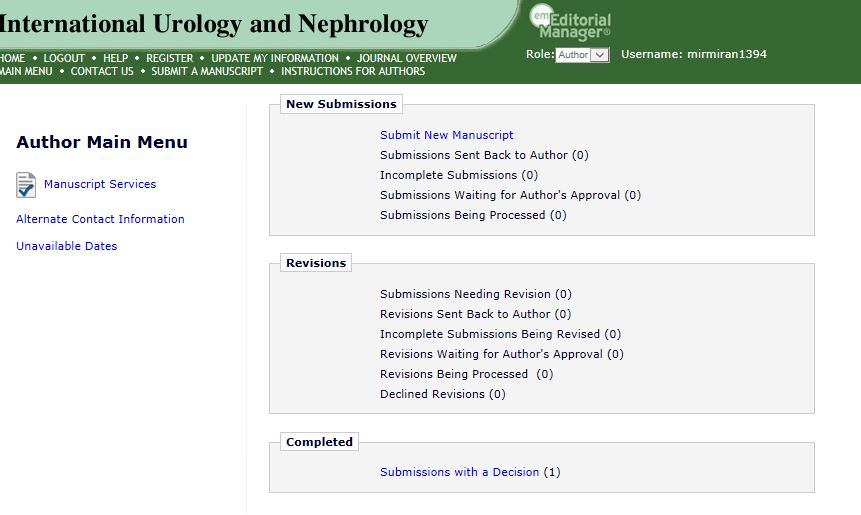 International Urology and Nephrology
em Editorial
Manager®
HOME • LOGOUT • HELP • REGISTER • UPDATE MY INFORMATION • JOURNAL OVERVIEW
MAIN MENU • CONTACT US • SUBMIT A MANUSCRIPT • INSTRUCTIONS FOR AUTHORS
Role: Author Username: mirmiran1394
Author Main Menu
Manuscript Services
Alternate Contact Information
Unavailable Dates
New Submissions
Submit New Manuscript
Submissions Sent Back to Author (0)
Incomplete Submissions (0)
Submissions Waiting for Author's Approval (0)
Submissions Being Processed (0)
Revisions
Submissions Needing Revision (0)
Revisions Sent Back to Author (0)
Incomplete Submissions Being Revised (0)
Revisions Waiting for Author's Approval (0)
Revisions Being Processed (0)
Declined Revisions (0)
Completed
Submissions with a Decision (1)